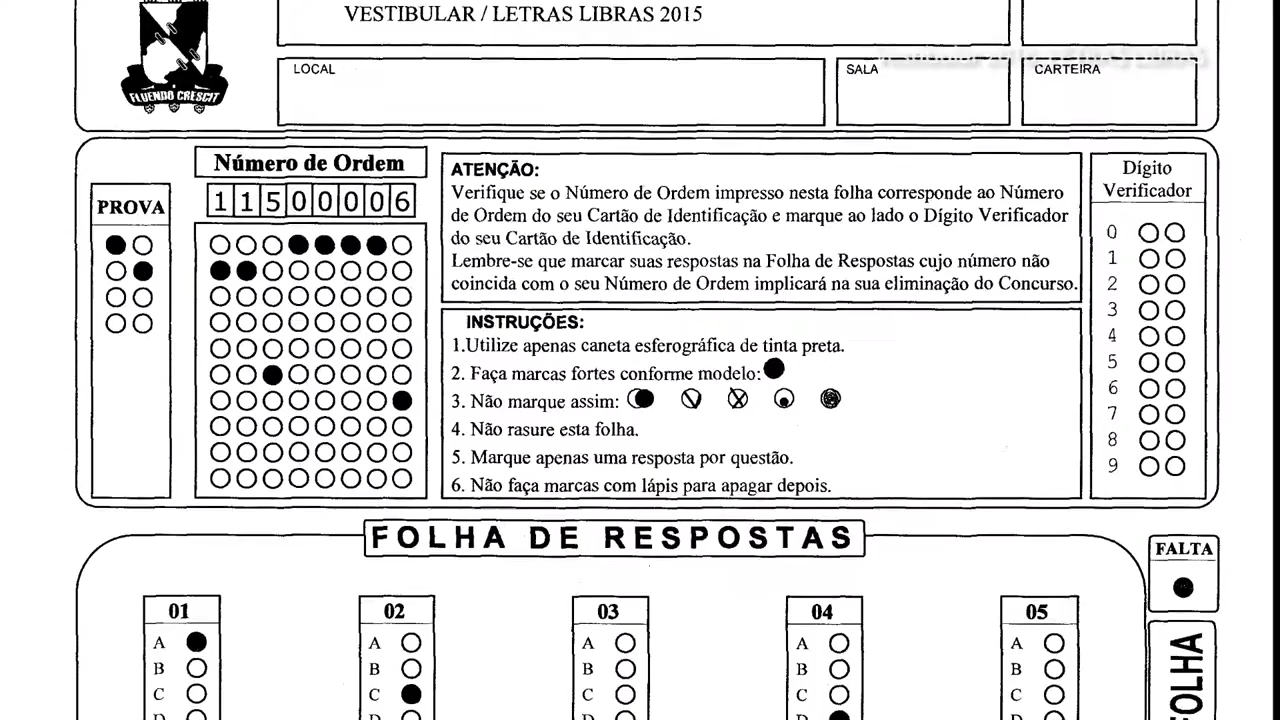 VESTIBULAR / LETRAS LIBRAS 2015
LOCAL
SALA
CARTEIRA
FLUENDO CRESCIT
Número de Ordem
11500006
PROVA
ATENÇÃO:
Verifique se o Número de Ordem impresso nesta folha corresponde ao Número
de Ordem do seu Cartão de Identificação e marque ao lado o Dígito Verificador
do seu Cartão de Identificação.
Lembre-se que marcar suas respostas na Folha de Respostas cujo número não
coincida com o seu Número de Ordem implicará na sua eliminação do Concurso.
INSTRUÇÕES:
1.Utilize apenas caneta esferográfica de tinta preta.
2. Faça marcas fortes conforme modelo:
3. Não marque assim:
4. Não rasure esta folha.
5. Marque apenas uma resposta por questão.
6. Não faça marcas com lápis para apagar depois.
Dígito
Verificador
0
1
2
3
4
5
6
7
8
9
FOLHA DE RESPOSTAS
FALTA
FOLHA
01
A
B
C
D
02
A
B
C
D
03
A
B
C
D
04
A
B
C
D
05
A
B
C
D